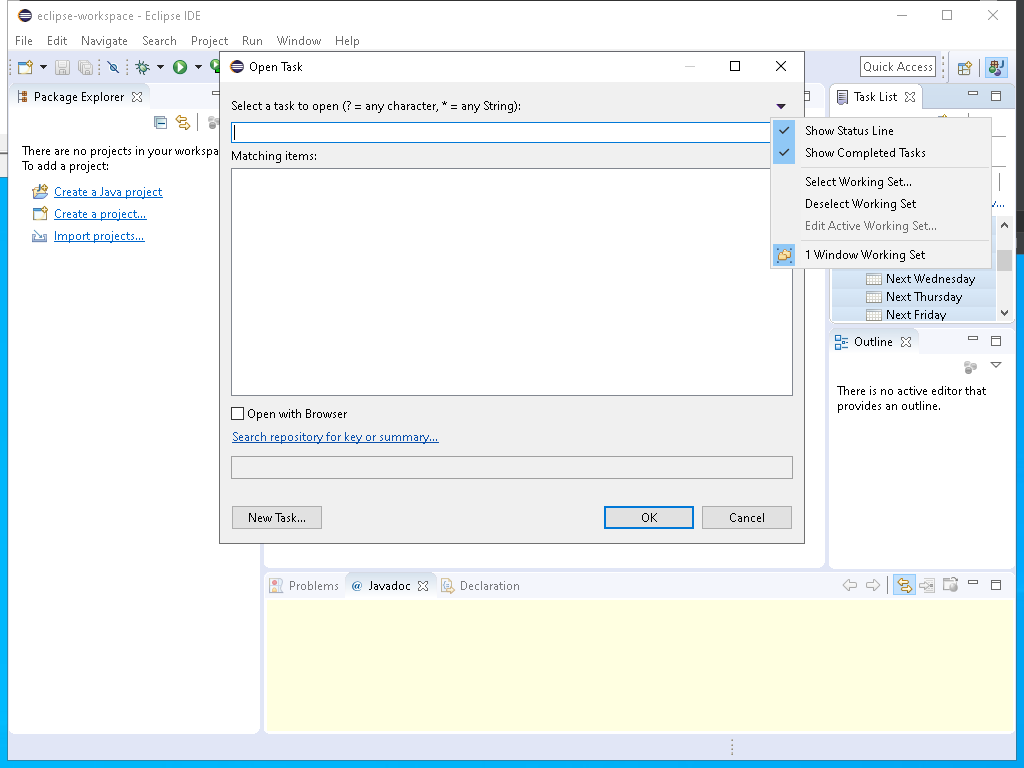 eclipse-workspace - Eclipse IDE
File Edit Navigate Search Project Run Window Help
Quick Access
Package Explorer
There are no projects in your workspa
To add a project:
Create a Java project
Create a project...
Import projects...
Open Task
Select a task to open (? = any character, * = any String):
Matching items:
Open with Browser
Search repository for key or summary...
New Task...
OK
Cancel
Task List
Show Status Line
Show Completed Tasks
Select Working Set...
Deselect Working Set
Edit Active Working Set...
1 Window Working Set
Next Wednesday
Next Thursday
Next Friday
Outline
There is no active editor that
provides an outline.
Problems
@ Javadoc
Declaration